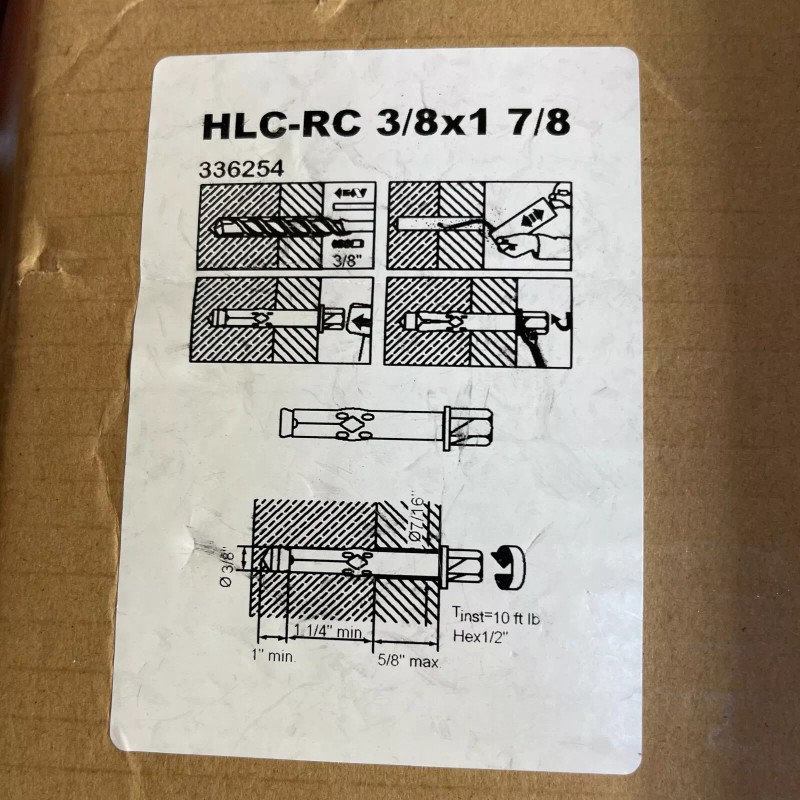 HLC-RC 3/8x1 7/8
336254
3/8"
Ø7/16"
Ø 3/8"
Tinst=10 ft lb
Hex1/2"
1 1/4" min.
1" min.
5/8" max.